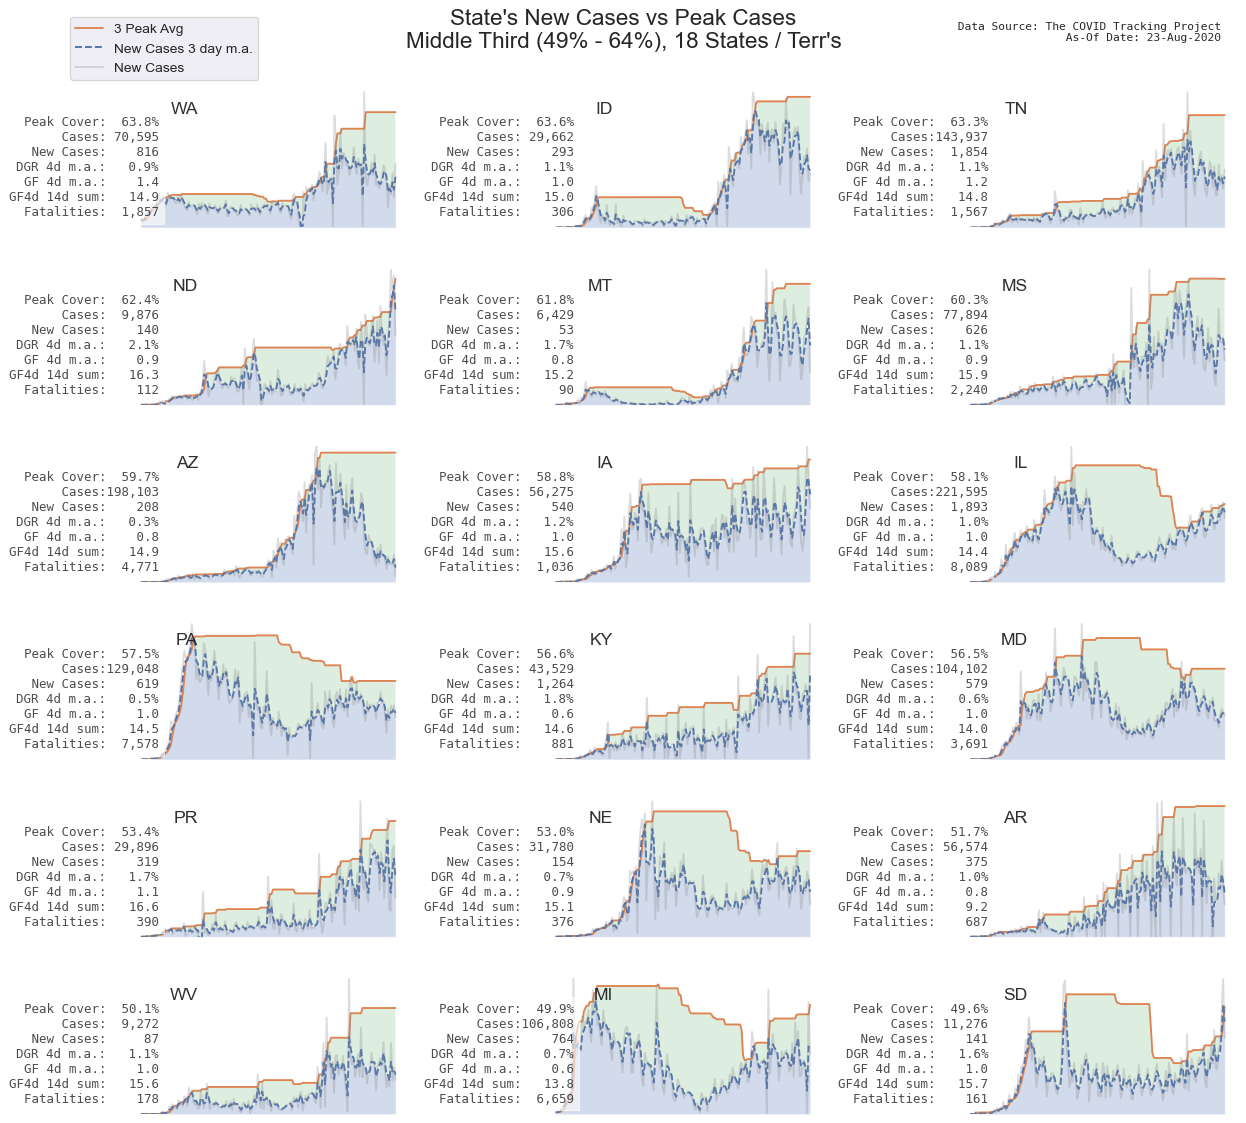 State's New Cases vs Peak Cases
Middle Third (49% - 64%), 18 States / Terr's
3 Peak Avg
New Cases 3 day m.a.
New Cases
Data Source: The COVID Tracking Project
As-Of Date: 23-Aug-2020
WA
Peak Cover: 63.8%
Cases: 70,595
New Cases: 816
DGR 4d m.a.: 0.9%
GF 4d m.a.: 1.4
GF4d 14d sum: 14.9
Fatalities: 1,857
ID
Peak Cover: 63.6%
Cases: 29,662
New Cases: 293
DGR 4d m.a.: 1.1%
GF 4d m.a.: 1.0
GF4d 14d sum: 15.0
Fatalities: 306
TN
Peak Cover: 63.3%
Cases:143,937
New Cases: 1,854
DGR 4d m.a.: 1.1%
GF 4d m.a.: 1.2
GF4d 14d sum: 14.8
Fatalities: 1,567
ND
Peak Cover: 62.4%
Cases: 9,876
New Cases: 140
DGR 4d m.a.: 2.1%
GF 4d m.a.: 0.9
GF4d 14d sum: 16.3
Fatalities: 112
MT
Peak Cover: 61.8%
Cases: 6,429
New Cases: 53
DGR 4d m.a.: 1.7%
GF 4d m.a.: 0.8
GF4d 14d sum: 15.2
Fatalities: 90
MS
Peak Cover: 60.3%
Cases: 77,894
New Cases: 626
DGR 4d m.a.: 1.1%
GF 4d m.a.: 0.9
GF4d 14d sum: 15.9
Fatalities: 2,240
AZ
Peak Cover: 59.7%
Cases:198,103
New Cases: 208
DGR 4d m.a.: 0.3%
GF 4d m.a.: 0.8
GF4d 14d sum: 14.9
Fatalities: 4,771
IA
Peak Cover: 58.8%
Cases: 56,275
New Cases: 540
DGR 4d m.a.: 1.2%
GF 4d m.a.: 1.0
GF4d 14d sum: 15.6
Fatalities: 1,036
IL
Peak Cover: 58.1%
Cases:221,595
New Cases: 1,893
DGR 4d m.a.: 1.0%
GF 4d m.a.: 1.0
GF4d 14d sum: 14.4
Fatalities: 8,089
PA
Peak Cover: 57.5%
Cases:129,048
New Cases: 619
DGR 4d m.a.: 0.5%
GF 4d m.a.: 1.0
GF4d 14d sum: 14.5
Fatalities: 7,578
KY
Peak Cover: 56.6%
Cases: 43,529
New Cases: 1,264
DGR 4d m.a.: 1.8%
GF 4d m.a.: 0.6
GF4d 14d sum: 14.6
Fatalities: 881
MD
Peak Cover: 56.5%
Cases:104,102
New Cases: 579
DGR 4d m.a.: 0.6%
GF 4d m.a.: 1.0
GF4d 14d sum: 14.0
Fatalities: 3,691
PR
Peak Cover: 53.4%
Cases: 29,896
New Cases: 319
DGR 4d m.a.: 1.7%
GF 4d m.a.: 1.1
GF4d 14d sum: 16.6
Fatalities: 390
NE
Peak Cover: 53.0%
Cases: 31,780
New Cases: 154
DGR 4d m.a.: 0.7%
GF 4d m.a.: 0.9
GF4d 14d sum: 15.1
Fatalities: 376
AR
Peak Cover: 51.7%
Cases: 56,574
New Cases: 375
DGR 4d m.a.: 1.0%
GF 4d m.a.: 0.8
GF4d 14d sum: 9.2
Fatalities: 687
WV
Peak Cover: 50.1%
Cases: 9,272
New Cases: 87
DGR 4d m.a.: 1.1%
GF 4d m.a.: 1.0
GF4d 14d sum: 15.6
Fatalities: 178
MI
Peak Cover: 49.9%
Cases:106,808
New Cases: 764
DGR 4d m.a.: 0.7%
GF 4d m.a.: 0.6
GF4d 14d sum: 13.8
Fatalities: 6,659
SD
Peak Cover: 49.6%
Cases: 11,276
New Cases: 141
DGR 4d m.a.: 1.6%
GF 4d m.a.: 1.0
GF4d 14d sum: 15.7
Fatalities: 161